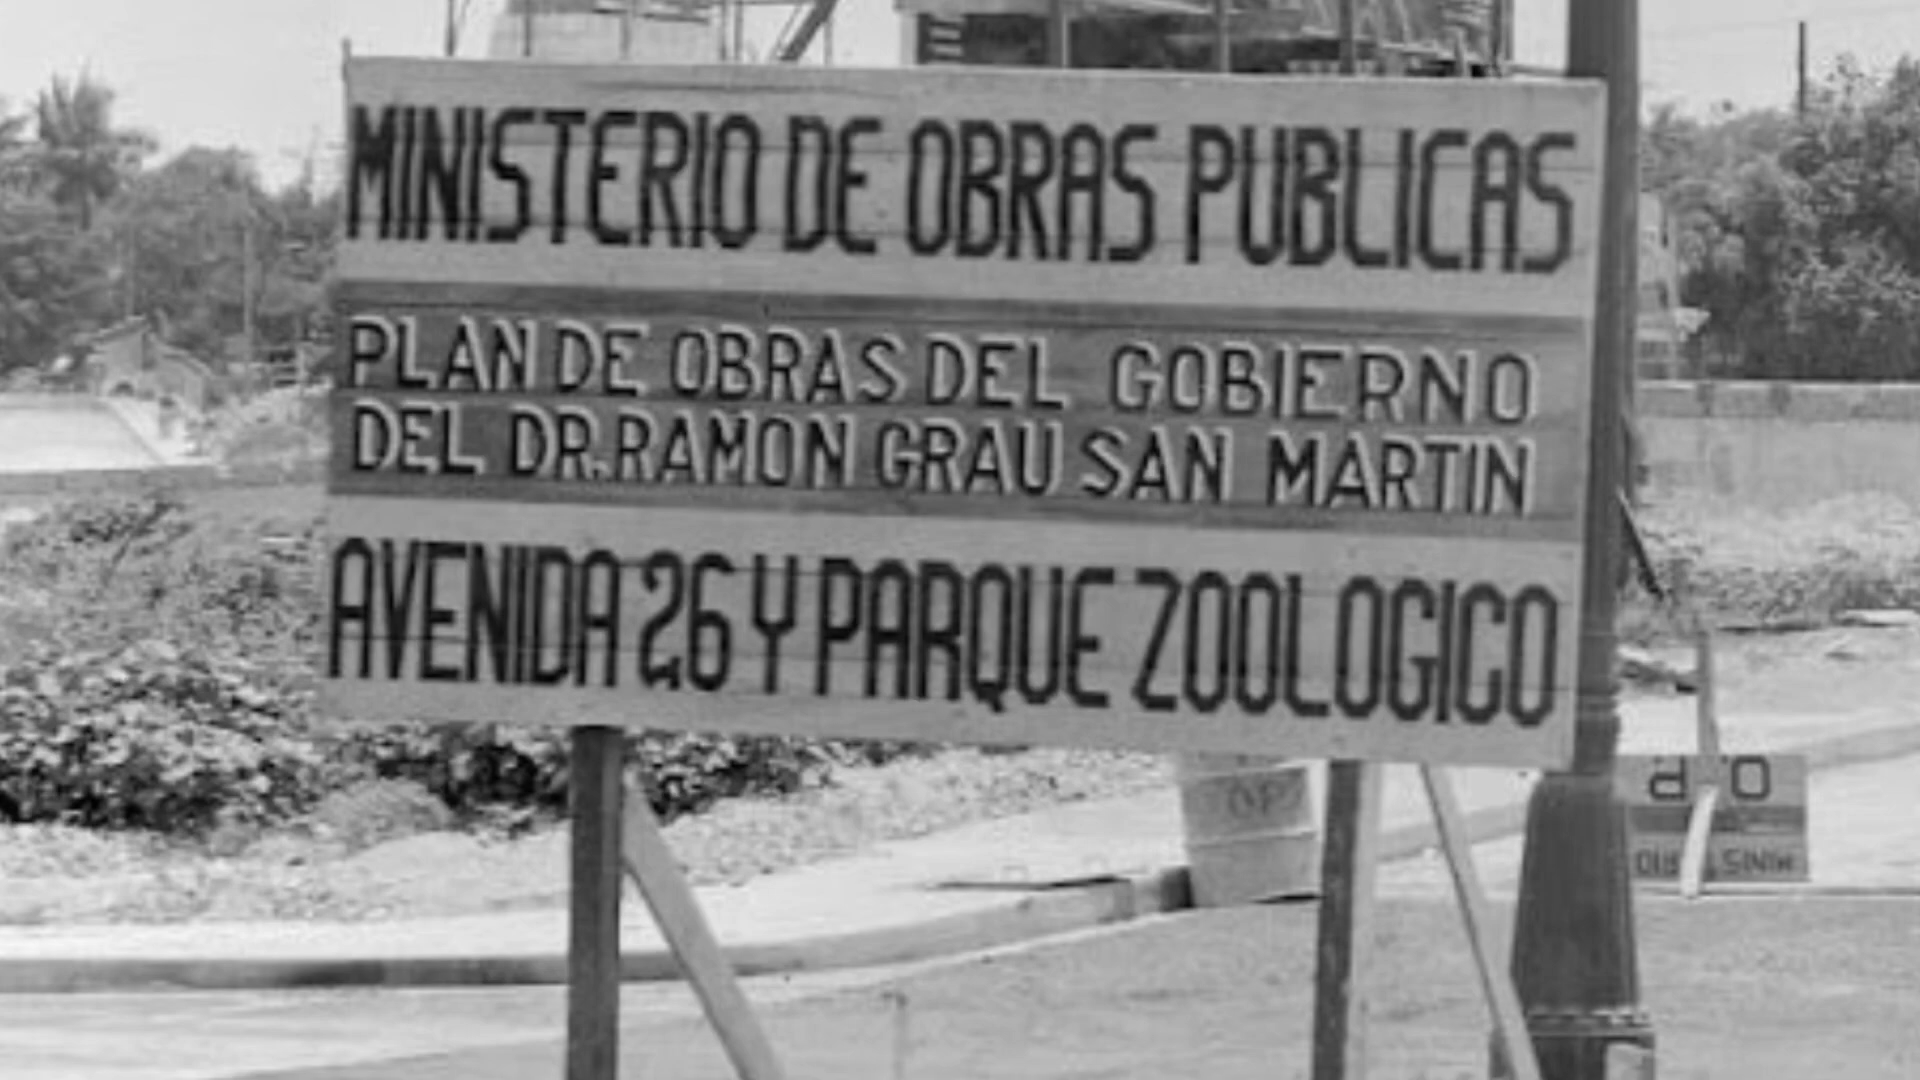 MINISTERIO DE OBRAS PUBLICAS
PLAN DE OBRAS DEL GOBIERNO
DEL DR. RAMON GRAU SAN MARTIN
AVENIDA 26 Y PARQUE ZOOLOGICO
O.P.